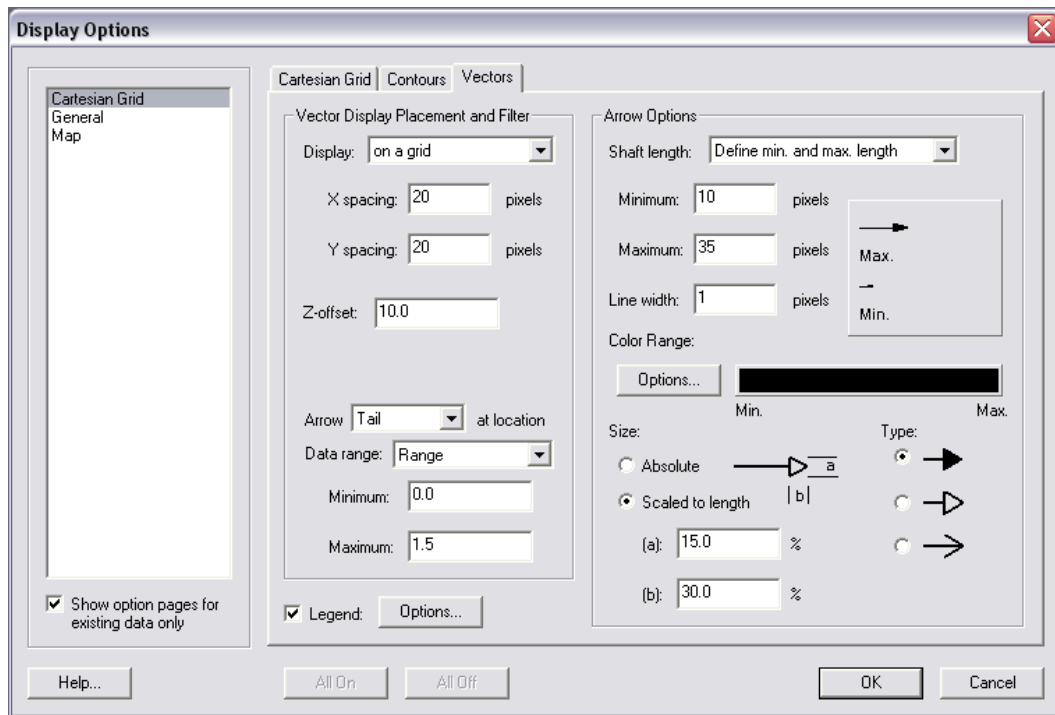 Display Options
Cartesian Grid
General
Map
Show option pages for
existing data only
Cartesian Grid Contours Vectors
Vector Display Placement and Filter
Display: on a grid
X spacing: 20 pixels
Y spacing: 20 pixels
Z-offset: 10.0
Arrow Tail at location
Data range: Range
Minimum: 0.0
Maximum: 1.5
Legend: Options...
Arrow Options
Shaft length: Define min. and max. length
Minimum: 10 pixels
Maximum: 35 pixels
Line width: 1 pixels
Max.
Min.
Color Range:
Options...
Min. Max.
Size: Type:
Absolute a
Scaled to length |b|
(a): 15.0 %
(b): 30.0 %
Help... All On All Off OK Cancel